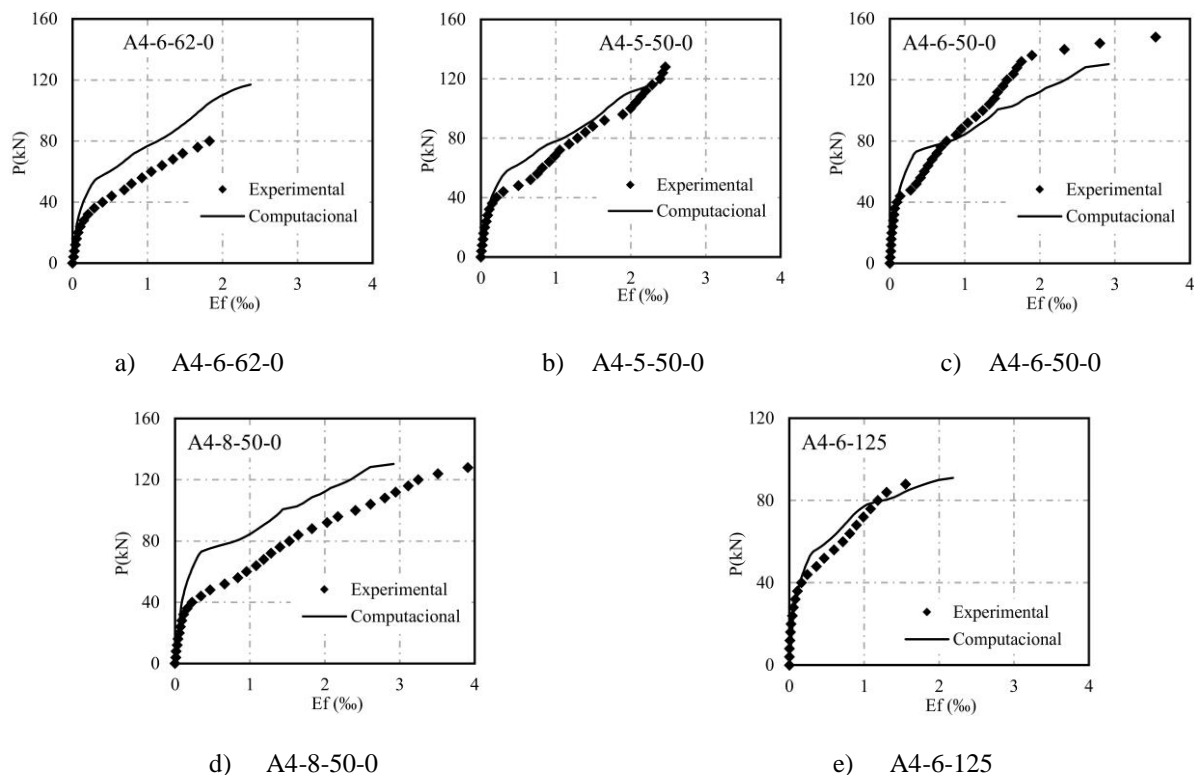 160
120
80
40
0
P(kN)
A4-6-62-0
Experimental
Computacional
0 1 2 3 4
Ef (‰)
a) A4-6-62-0
160
120
80
40
0
P(kN)
A4-5-50-0
Experimental
Computacional
0 1 2 3 4
Ef (‰)
b) A4-5-50-0
160
120
80
40
0
P(kN)
A4-6-50-0
Experimental
Computacional
0 1 2 3 4
Ef (‰)
c) A4-6-50-0
160
120
80
40
0
P(kN)
A4-8-50-0
Experimental
Computacional
0 1 2 3 4
Ef (‰)
d) A4-8-50-0
120
80
40
0
P(kN)
A4-6-125
Experimental
Computacional
0 1 2 3 4
Ef (‰)
e) A4-6-125